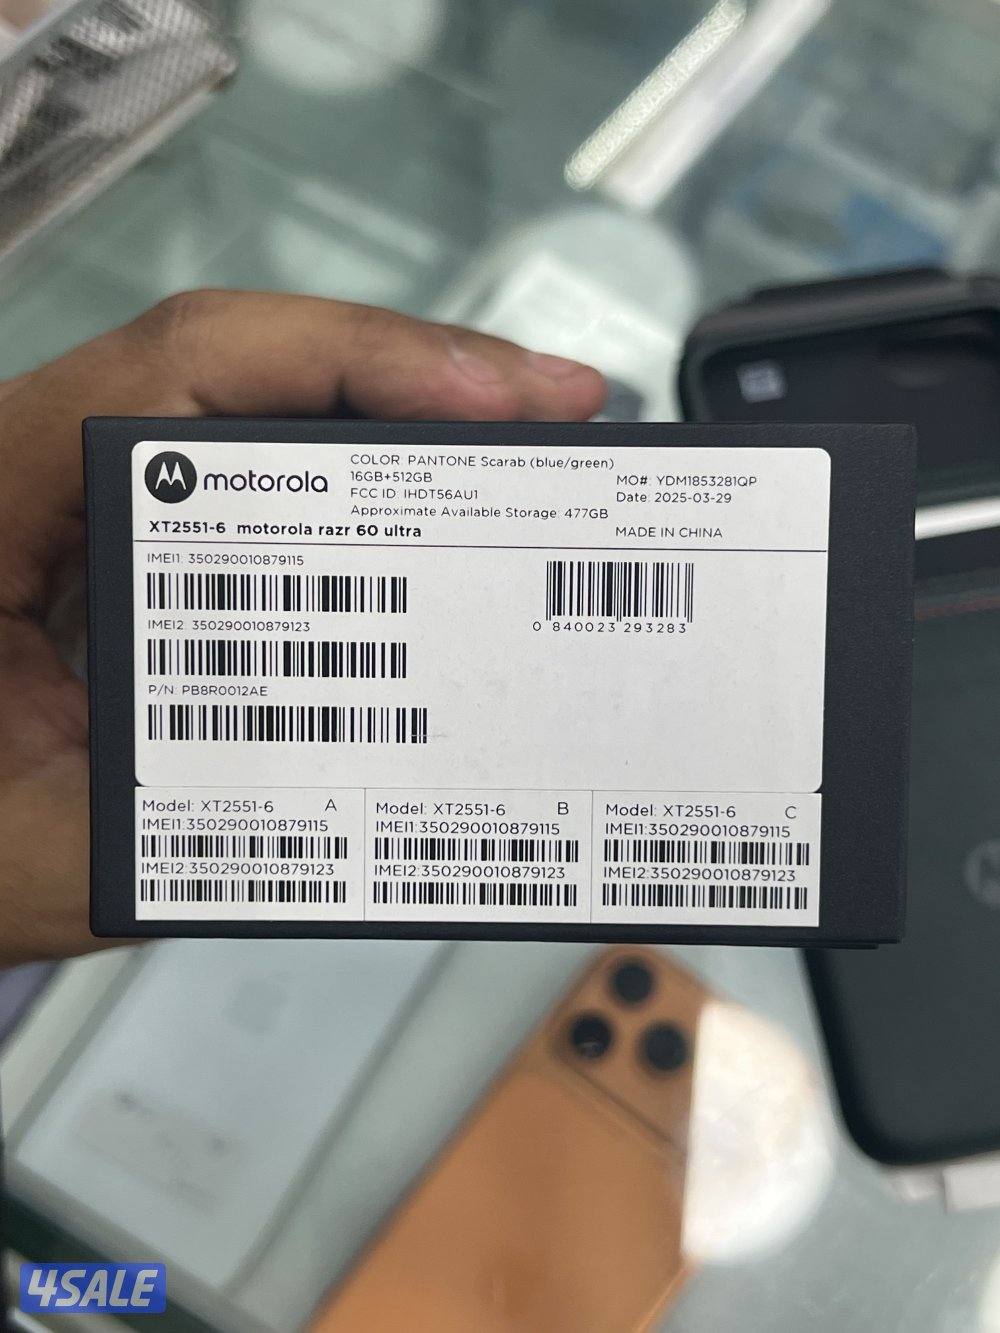 motorola
COLOR: PANTONE Scarab (blue/green)
16GB+512GB
FCC ID: IHDT56AU1
Approximate Available Storage: 477GB
MO#: YDM1853281QP
Date: 2025-03-29
XT2551-6 motorola razr 60 ultra
MADE IN CHINA
IMEI1: 350290010879115
IMEI2: 350290010879123
P/N: PB8R0012AE
0 840023 293283
Model: XT2551-6 A
IMEI1:350290010879115
IMEI2:350290010879123
Model: XT2551-6 B
IMEI1:350290010879115
IMEI2:350290010879123
Model: XT2551-6 C
IMEI1:350290010879115
IMEI2:350290010879123
4SALE